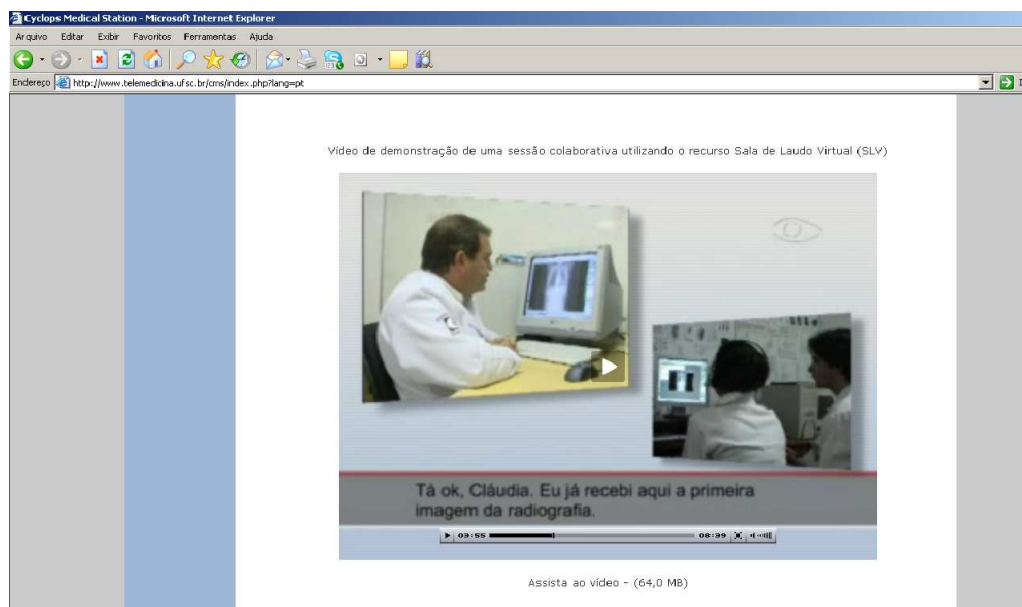 Cyclops Medical Station - Microsoft Internet Explorer
Arquivo Editar Exibir Favoritos Ferramentas Ajuda
Endereço http://www.telemedicina.ufsc.br/cms/index.php?lang=pt
Vídeo de demonstração de uma sessão colaborativa utilizando o recurso Sala de Laudo Virtual (SLV)
Tá ok, Cláudia. Eu já recebi aqui a primeira
imagem da radiografia.
03:55 08:39
Assista ao vídeo - (64,0 MB)